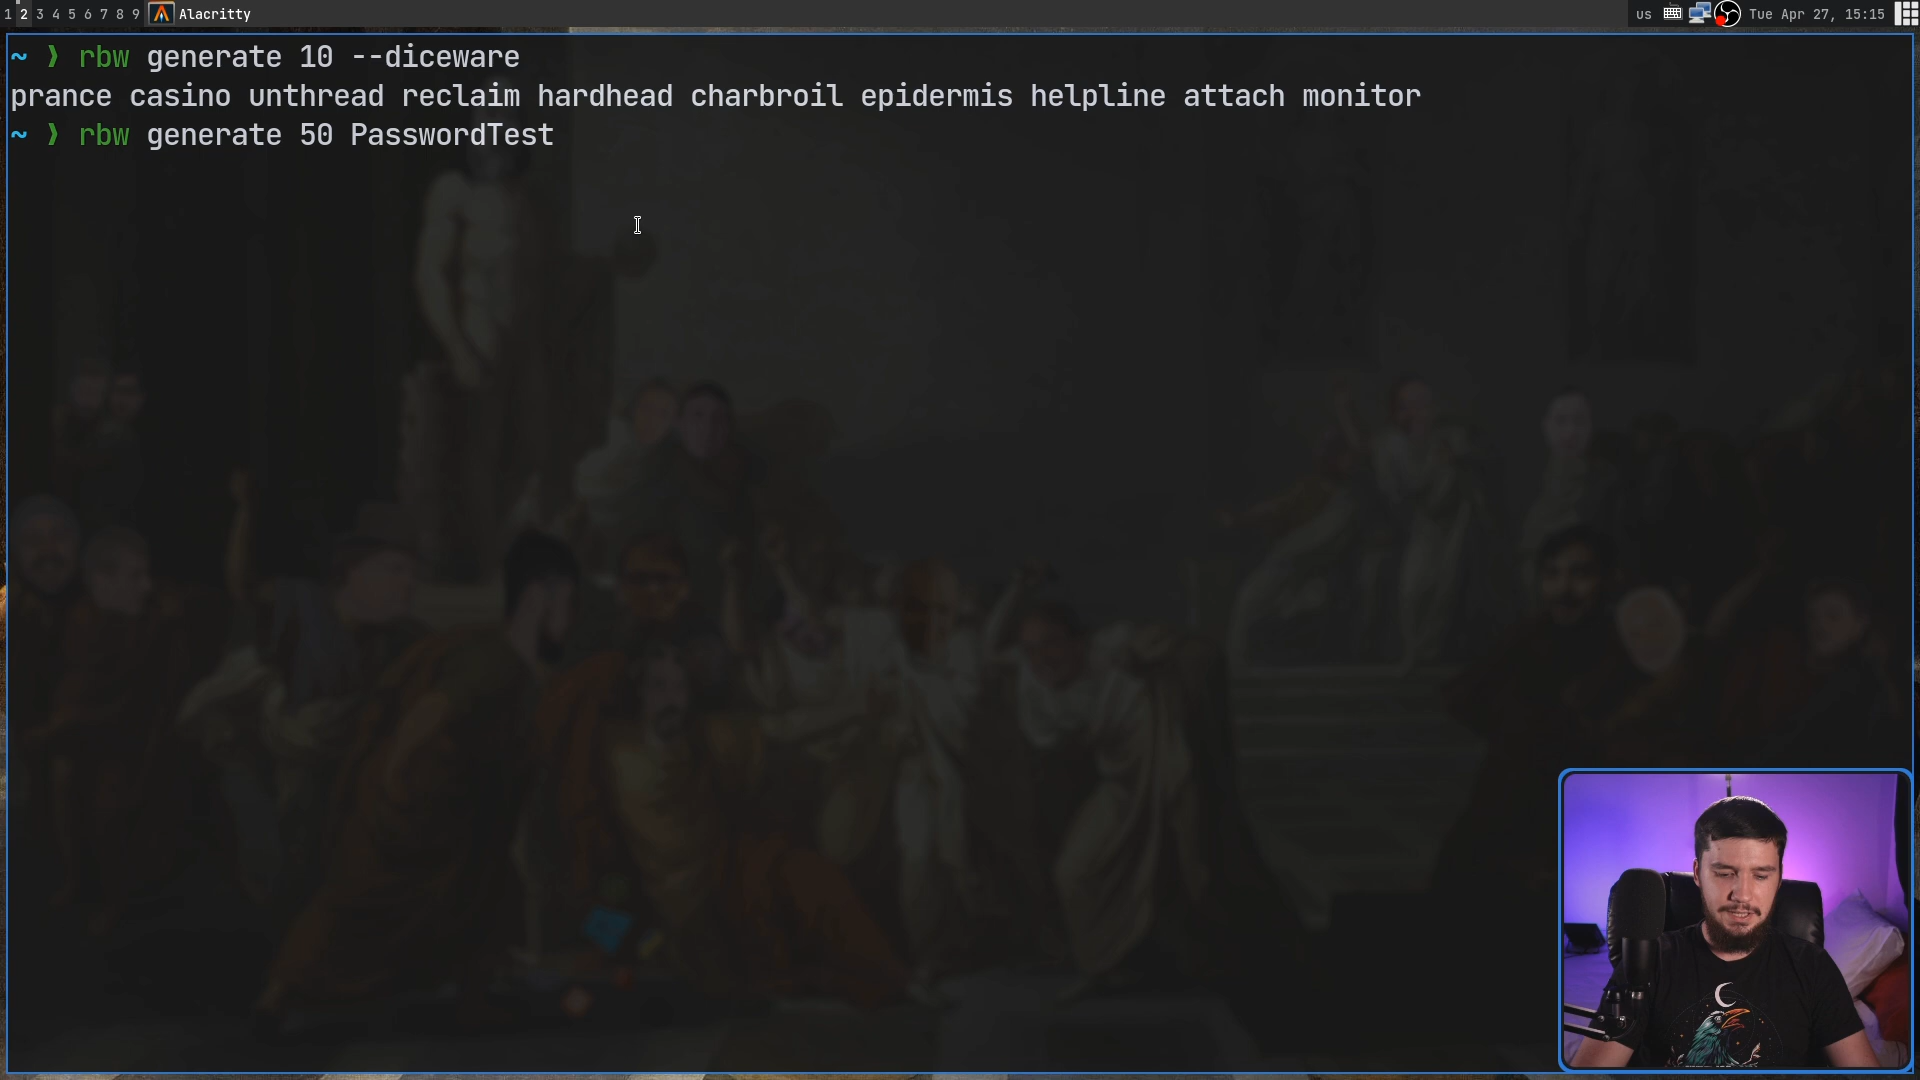 1 2 3 4 5 6 7 8 9 Alacritty us Tue Apr 27, 15:15
~ ❯ rbw generate 10 --diceware
prance casino unthread reclaim hardhead charbroil epidermis helpline attach monitor
~ ❯ rbw generate 50 PasswordTest